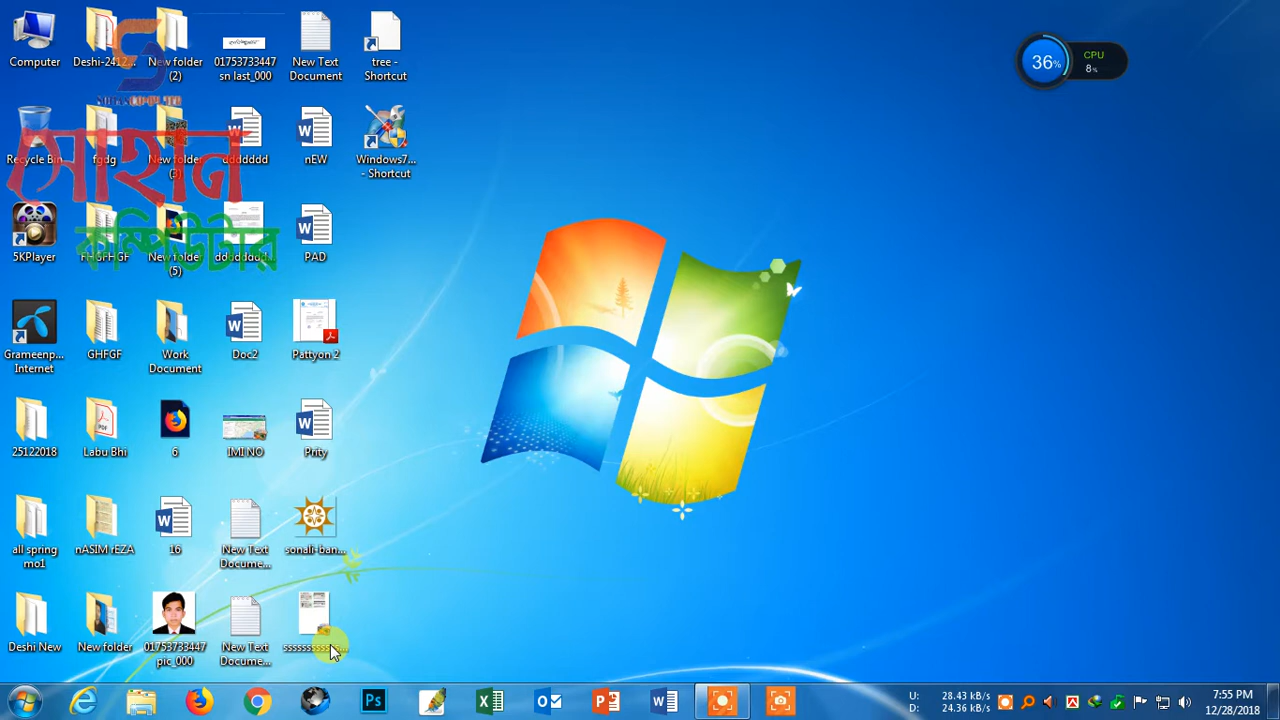 Computer
Deshi-2412...
New folder (2)
01753733447
sn last_000
New Text
Document
tree -
Shortcut
36%
CPU
8%
Recycle Bin
fgdg
New folder
(3)
ddddddd
nEW
Windows7...
- Shortcut
সোহান
কম্পিউটার
5KPlayer
FHGFHGF
New folder
(5)
PAD
Grameenp...
Internet
GHFGF
Work
Document
Doc2
Pattyon 2
25122018
Labu Bhi
6
IMI NO
Prity
all spring
mo1
nASIM rEZA
16
New Text
Docume...
sonali-ban...
Deshi New
New folder
01753733447
pic_000
New Text
Docume...
U: 28.43 kB/s
D: 24.36 kB/s
7:55 PM
12/28/2018